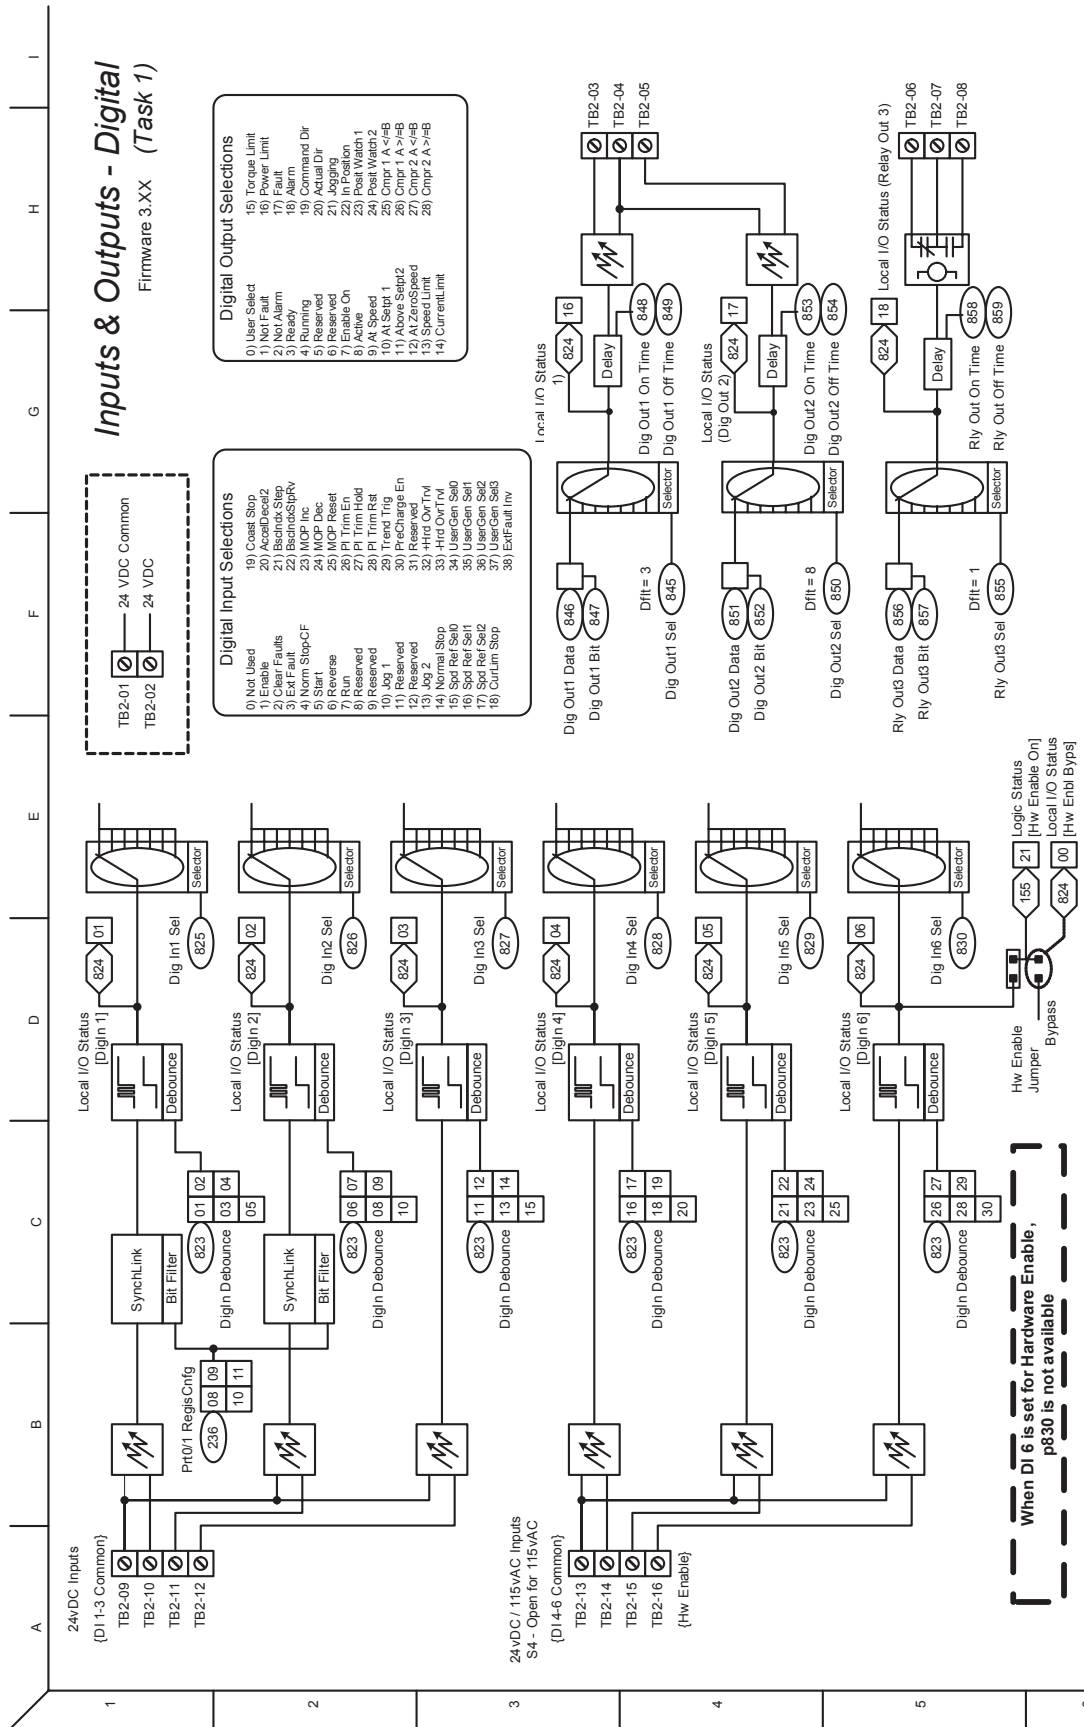 A
B
C
D
E
F
G
H
I
1
2
3
4
5
Inputs & Outputs - Digital
Firmware 3.XX (Task 1)
TB2-01
24 VDC Common
TB2-02
24 VDC
Digital Input Selections
0) Not Used
1) Enable
2) Clear Faults
3) Ext Fault
4) Norm Stop-CF
5) Start
6) Reverse
7) Run
8) Reserved
9) Reserved
10) Jog 1
11) Reserved
12) Reserved
13) Jog 2
14) Normal Stop
15) Spd Ref Sel0
16) Spd Ref Sel1
17) Spd Ref Sel2
18) CurLim Stop
19) Coast Stop
20) AccelDecel2
21) BscIndx Step
22) BscIndxStpRv
23) MOP Inc
24) MOP Dec
25) MOP Reset
26) PI Trim En
27) PI Trim Hold
28) PI Trim Rst
29) Trend Trig
30) PreCharge En
31) Reserved
32) +Hrd OvrTrvl
33) -Hrd OvrTrvl
34) UserGen Sel0
35) UserGen Sel1
36) UserGen Sel2
37) UserGen Sel3
38) ExtFault Inv
Digital Output Selections
0) User Select
1) Not Fault
2) Not Alarm
3) Ready
4) Running
5) Reserved
6) Reserved
7) Enable On
8) Active
9) At Speed
10) At Setpt 1
11) Above Setpt2
12) At ZeroSpeed
13) Speed Limit
14) CurrentLimit
15) Torque Limit
16) Power Limit
17) Fault
18) Alarm
19) Command Dir
20) Actual Dir
21) Jogging
22) In Position
23) Posit Watch1
24) Posit Watch2
25) Cmpr 1 A </=B
26) Cmpr 1 A >/=B
27) Cmpr 2 A </=B
28) Cmpr 2 A >/=B
24vDC Inputs
{DI 1-3 Common}
TB2-09
TB2-10
TB2-11
TB2-12
Prt0/1 RegisCnfg
236
08 09
10 11
SynchLink
Bit Filter
823
01 02
03 04
05
DigIn Debounce
Debounce
Local I/O Status
[DigIn 1]
824
01
Dig In1 Sel
825
Selector
SynchLink
Bit Filter
823
06 07
08 09
10
DigIn Debounce
Debounce
Local I/O Status
[DigIn 2]
824
02
Dig In2 Sel
826
Selector
823
11 12
13 14
15
DigIn Debounce
Debounce
Local I/O Status
[DigIn 3]
824
03
Dig In3 Sel
827
Selector
24vDC / 115vAC Inputs
S4 - Open for 115vAC
{DI 4-6 Common}
TB2-13
TB2-14
TB2-15
TB2-16
{Hw Enable}
823
16 17
18 19
20
DigIn Debounce
Debounce
Local I/O Status
[DigIn 4]
824
04
Dig In4 Sel
828
Selector
823
21 22
23 24
25
DigIn Debounce
Debounce
Local I/O Status
[DigIn 5]
824
05
Dig In5 Sel
829
Selector
823
26 27
28 29
30
DigIn Debounce
Debounce
Local I/O Status
[DigIn 6]
824
06
Dig In6 Sel
830
Selector
Hw Enable
Jumper
Bypass
155
21
Logic Status
[Hw Enable On]
824
00
Local I/O Status
[Hw Enbl Byps]
When DI 6 is set for Hardware Enable,
p830 is not available
Dig Out1 Data
846
Dig Out1 Bit
847
Dflt = 3
Dig Out1 Sel
845
Selector
Local I/O Status
1)
824
16
Delay
Dig Out1 On Time
848
Dig Out1 Off Time
849
TB2-03
TB2-04
TB2-05
Dig Out2 Data
851
Dig Out2 Bit
852
Dflt = 8
Dig Out2 Sel
850
Selector
Local I/O Status
(Dig Out 2)
824
17
Delay
Dig Out2 On Time
853
Dig Out2 Off Time
854
Rly Out3 Data
856
Rly Out3 Bit
857
Dflt = 1
Rly Out3 Sel
855
Selector
824
18
Local I/O Status (Relay Out 3)
Delay
Rly Out On Time
858
Rly Out Off Time
859
TB2-06
TB2-07
TB2-08